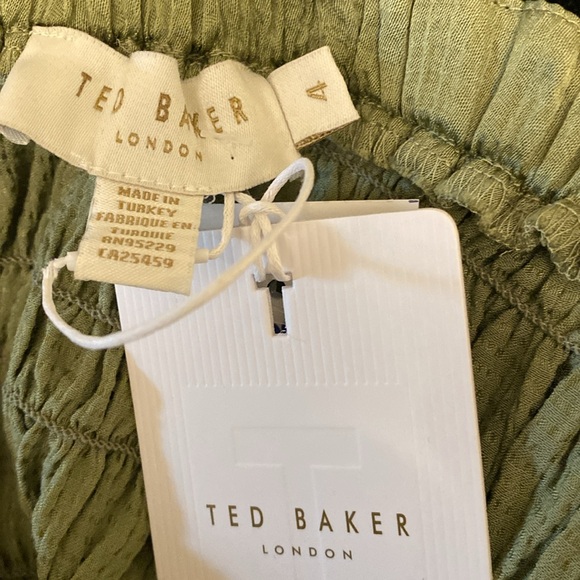 TED BAKER
LONDON
4
MADE IN
TURKEY
FABRIQUE EN
TURQUIE
RN95229
CA25459
TED BAKER
LONDON